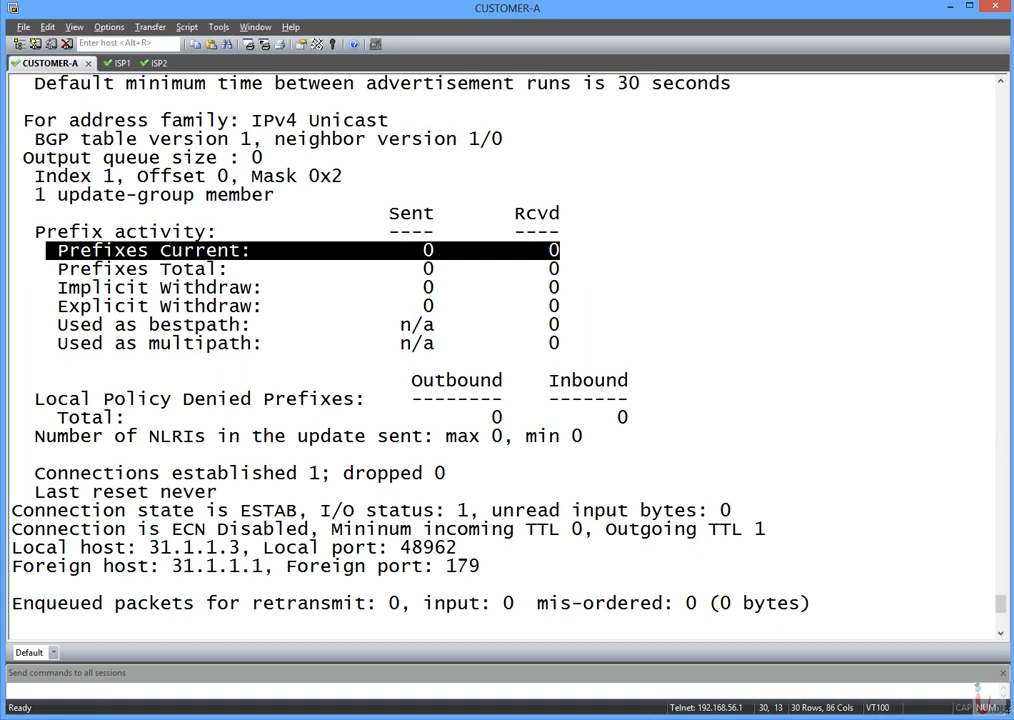 CUSTOMER-A
File Edit View Options Transfer Script Tools Window Help
Enter host <Alt+R>
CUSTOMER-A ISP1 ISP2
Default minimum time between advertisement runs is 30 seconds
For address family: IPv4 Unicast
BGP table version 1, neighbor version 1/0
Output queue size : 0
Index 1, Offset 0, Mask 0x2
1 update-group member
Sent Rcvd
Prefix activity: ---- ----
Prefixes Current: 0 0
Prefixes Total: 0 0
Implicit Withdraw: 0 0
Explicit Withdraw: 0 0
Used as bestpath: n/a 0
Used as multipath: n/a 0
Outbound Inbound
Local Policy Denied Prefixes: -------- -------
Total: 0 0
Number of NLRIs in the update sent: max 0, min 0
Connections established 1; dropped 0
Last reset never
Connection state is ESTAB, I/O status: 1, unread input bytes: 0
Connection is ECN Disabled, Mininum incoming TTL 0, Outgoing TTL 1
Local host: 31.1.1.3, Local port: 48962
Foreign host: 31.1.1.1, Foreign port: 179
Enqueued packets for retransmit: 0, input: 0 mis-ordered: 0 (0 bytes)
Default
Send commands to all sessions
Ready Telnet: 192.168.56.1 30, 13 30 Rows, 86 Cols VT100 CAP NUM